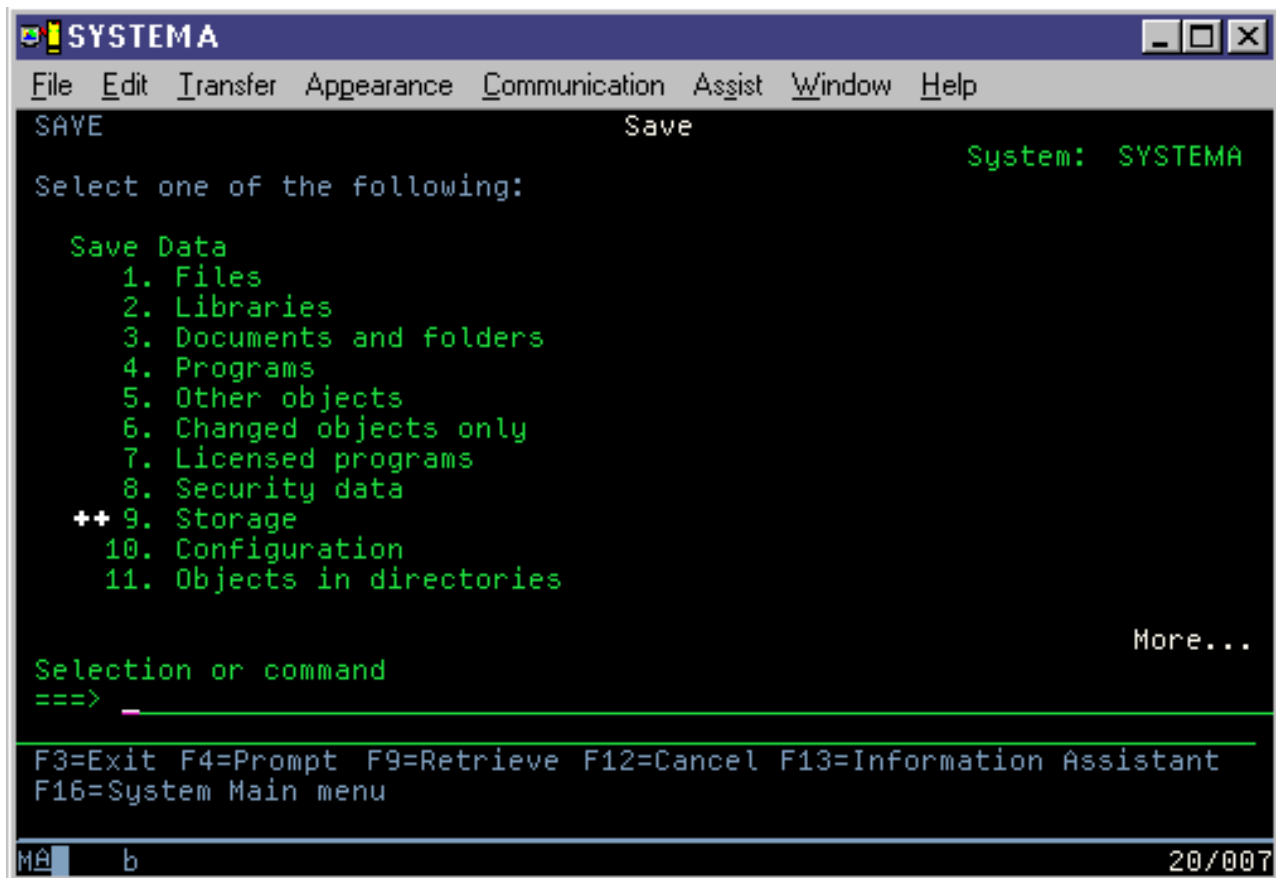 SYSTEMA
File Edit Transfer Appearance Communication Assist Window Help
SAVE Save
System: SYSTEMA
Select one of the following:
Save Data
1. Files
2. Libraries
3. Documents and folders
4. Programs
5. Other objects
6. Changed objects only
7. Licensed programs
8. Security data
++ 9. Storage
10. Configuration
11. Objects in directories
More...
Selection or command
===> _
F3=Exit F4=Prompt F9=Retrieve F12=Cancel F13=Information Assistant
F16=System Main menu
MA b 20/007